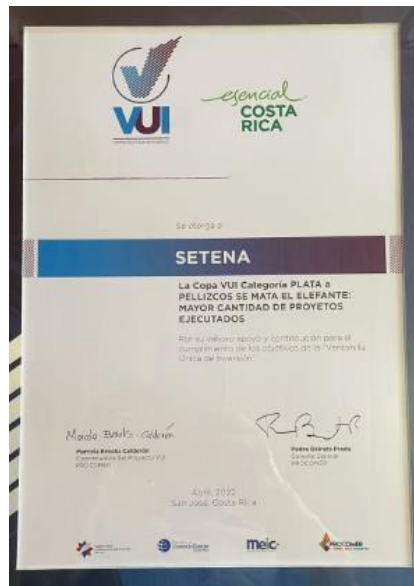 VUI
esencial
COSTA
RICA
Se otorga a
SETENA
La Copa VUI Categoría PLATA a
PELLIZCOS SE MATA EL ELEFANTE:
MAYOR CANTIDAD DE PROYETOS
EJECUTADOS
Por su valioso apoyo y contribución para el
cumplimiento de los objetivos de la "Ventanilla
Única de Inversión"
Marcela Brooks Calderón
PROCOMER
Pedro Beirute Prada
Gerente General
PROCOMER
Abril, 2022
San José, Costa Rica
meic
PROCOMER